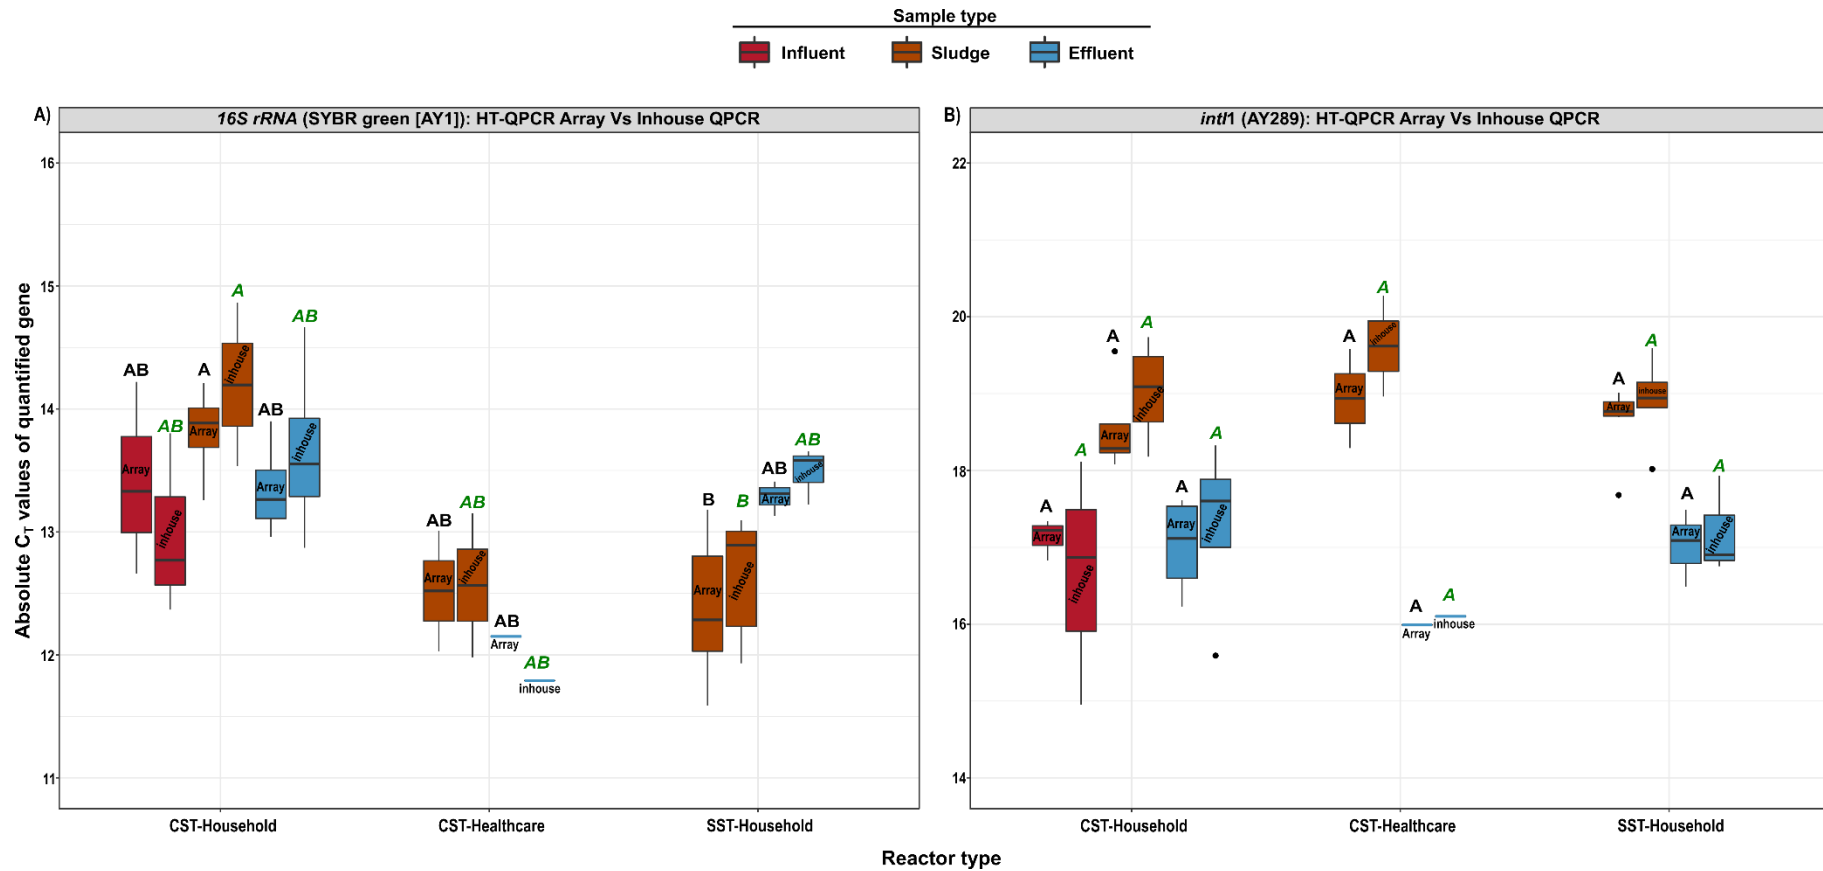 Sample type
Influent
Sludge
Effluent
A)
16S rRNA (SYBR green [AY1]): HT-QPCR Array Vs Inhouse QPCR
B)
intI1 (AY289): HT-QPCR Array Vs Inhouse QPCR
Absolute CT values of quantified gene
16
15
14
13
12
11
AB
Array
AB
inhouse
A
Array
A
inhouse
AB
Array
AB
inhouse
AB
Array
AB
inhouse
AB
Array
AB
inhouse
B
Array
B
inhouse
AB
Array
AB
inhouse
CST-Household
CST-Healthcare
SST-Household
22
20
18
16
14
A
Array
A
inhouse
A
Array
A
inhouse
A
Array
A
inhouse
A
Array
A
inhouse
A
Array
A
inhouse
A
Array
A
inhouse
A
Array
A
inhouse
CST-Household
CST-Healthcare
SST-Household
Reactor type